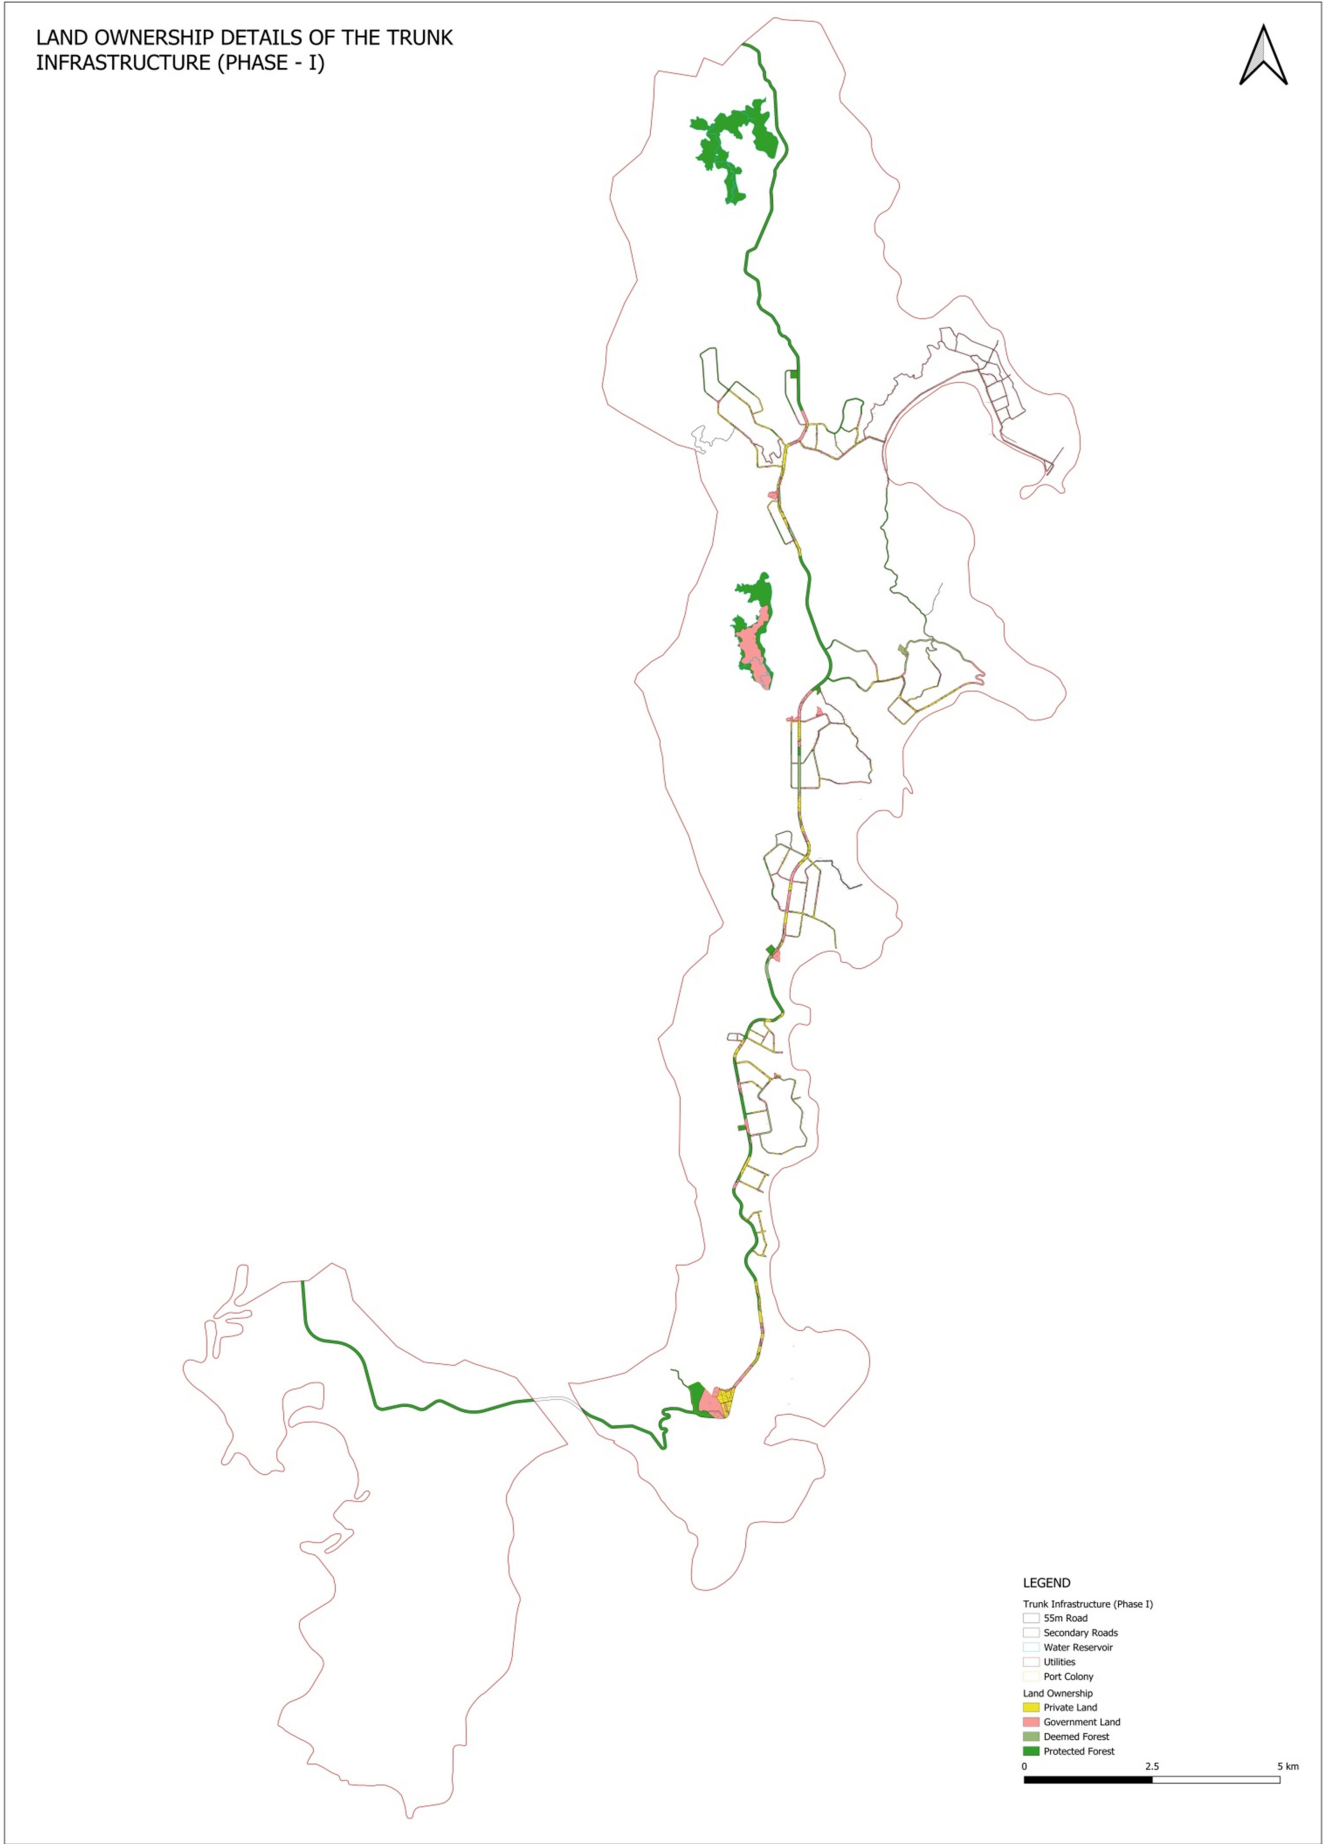 LAND OWNERSHIP DETAILS OF THE TRUNK
INFRASTRUCTURE (PHASE - I)
LEGEND
Trunk Infrastructure (Phase I)
55m Road
Secondary Roads
Water Reservoir
Utilities
Port Colony
Land Ownership
Private Land
Government Land
Deemed Forest
Protected Forest
0 2.5 5 km